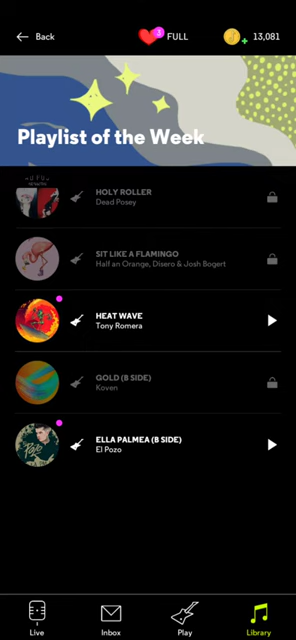 Back
3
FULL
13,081
Playlist of the Week
HOLY ROLLER
Dead Posey
SIT LIKE A FLAMINGO
Half an Orange, Disero & Josh Bogert
HEAT WAVE
Tony Romera
GOLD (B SIDE)
Koven
ELLA PALMEA (B SIDE)
El Pozo
Live
Inbox
Play
Library